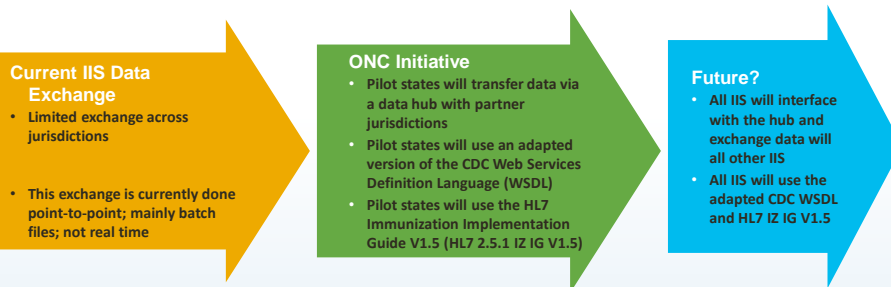 Current IIS Data
Exchange
• Limited exchange across
jurisdictions
• This exchange is currently done
point-to-point; mainly batch
files; not real time
ONC Initiative
• Pilot states will transfer data via
a data hub with partner
jurisdictions
• Pilot states will use an adapted
version of the CDC Web Services
Definition Language (WSDL)
• Pilot states will use the HL7
Immunization Implementation
Guide V1.5 (HL7 2.5.1 IZ IG V1.5)
Future?
• All IIS will interface
with the hub and
exchange data will
all other IIS
• All IIS will use the
adapted CDC WSDL
and HL7 IZ IG V1.5